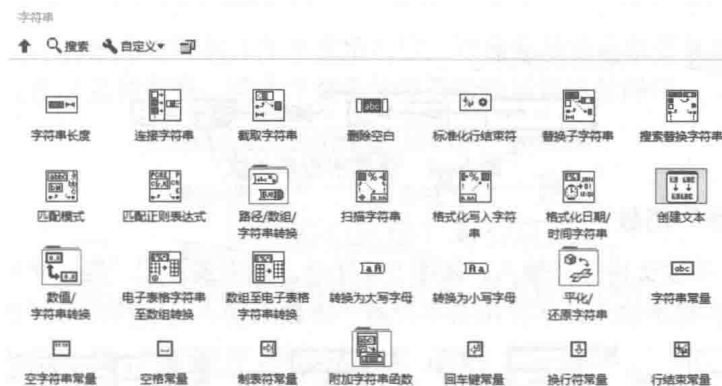 字符串
搜索 自定义
字符串长度 连接字符串 截取字符串 删除空白 标准化行结束符 替换子字符串 搜索替换字符串
匹配模式 匹配正则表达式 路径/数组/ 扫描字符串 格式化写入字符 格式化日期/ 创建文本
字符串转换 串 时间字符串
数值/ 电子表格字符串 数组至电子表格 转换为大写字母 转换为小写字母 平化/ 字符串常量
字符串转换 至数组转换 字符串转换 还原字符串
空字符串常量 空格常量 制表符常量 附加字符串函数 回车键常量 换行符常量 行结束常量